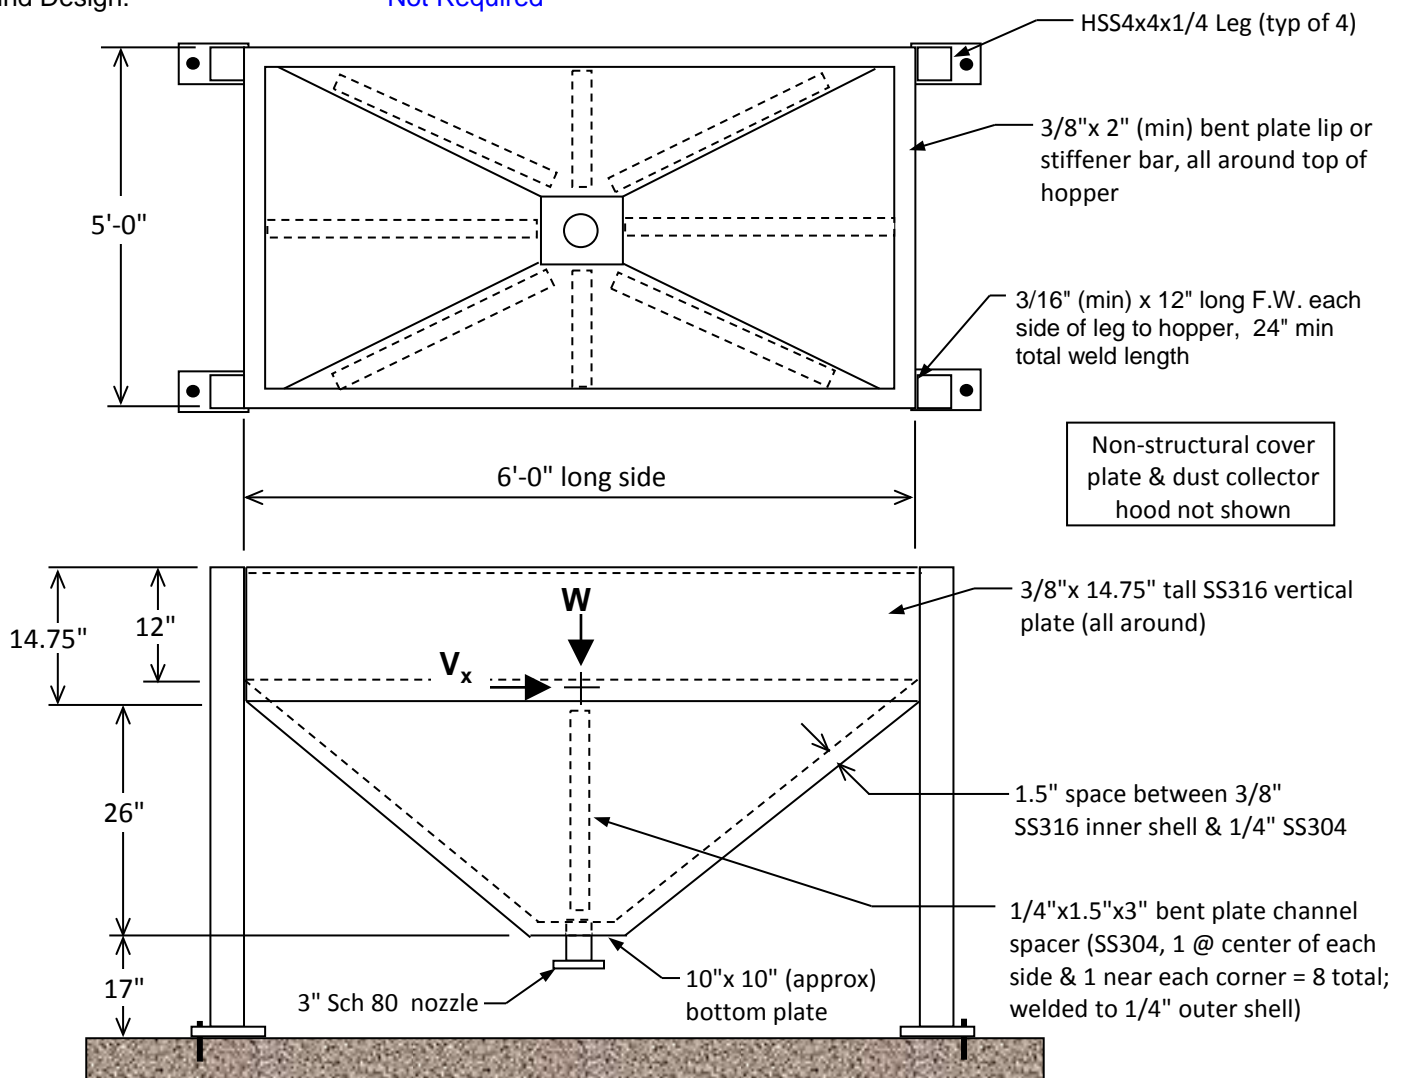 nd Design:
Not Required
HSS4x4x1/4 Leg (typ of 4)
3/8"x 2" (min) bent plate lip or
stiffener bar, all around top of
hopper
5'-0"
3/16" (min) x 12" long F.W. each
side of leg to hopper,  24" min
total weld length
Non-structural cover
plate & dust collector
hood not shown
6'-0" long side
W
3/8"x 14.75" tall SS316 vertical
plate (all around)
14.75"
12"
Vx
1.5" space between 3/8"
SS316 inner shell & 1/4" SS304
26"
1/4"x1.5"x3" bent plate channel
spacer (SS304, 1 @ center of each
side & 1 near each corner = 8 total;
welded to 1/4" outer shell)
17"
3" Sch 80  nozzle
10"x 10" (approx)
bottom plate